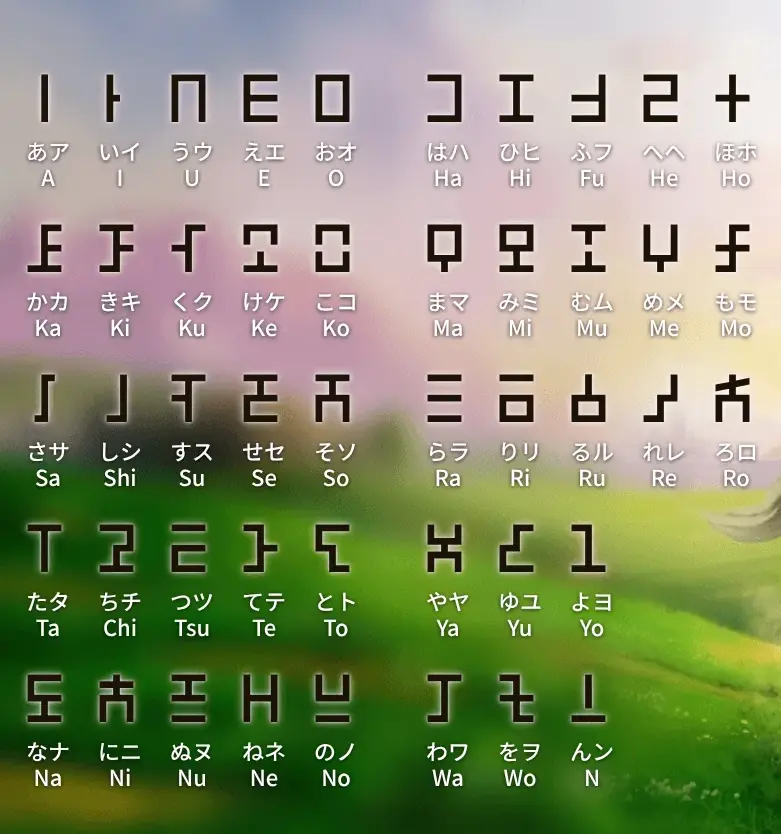 あア いイ うウ えエ おオ はハ ひヒ ふフ へヘ ほホ
A I U E O Ha Hi Fu He Ho
かカ きキ くク けケ こコ まマ みミ むム めメ もモ
Ka Ki Ku Ke Ko Ma Mi Mu Me Mo
さサ しシ すス せセ そソ らラ りリ るル れレ ろロ
Sa Shi Su Se So Ra Ri Ru Re Ro
たタ ちチ つツ てテ とト やヤ ゆユ よヨ
Ta Chi Tsu Te To Ya Yu Yo
なナ にニ ぬヌ ねネ のノ わワ をヲ んン
Na Ni Nu Ne No Wa Wo N